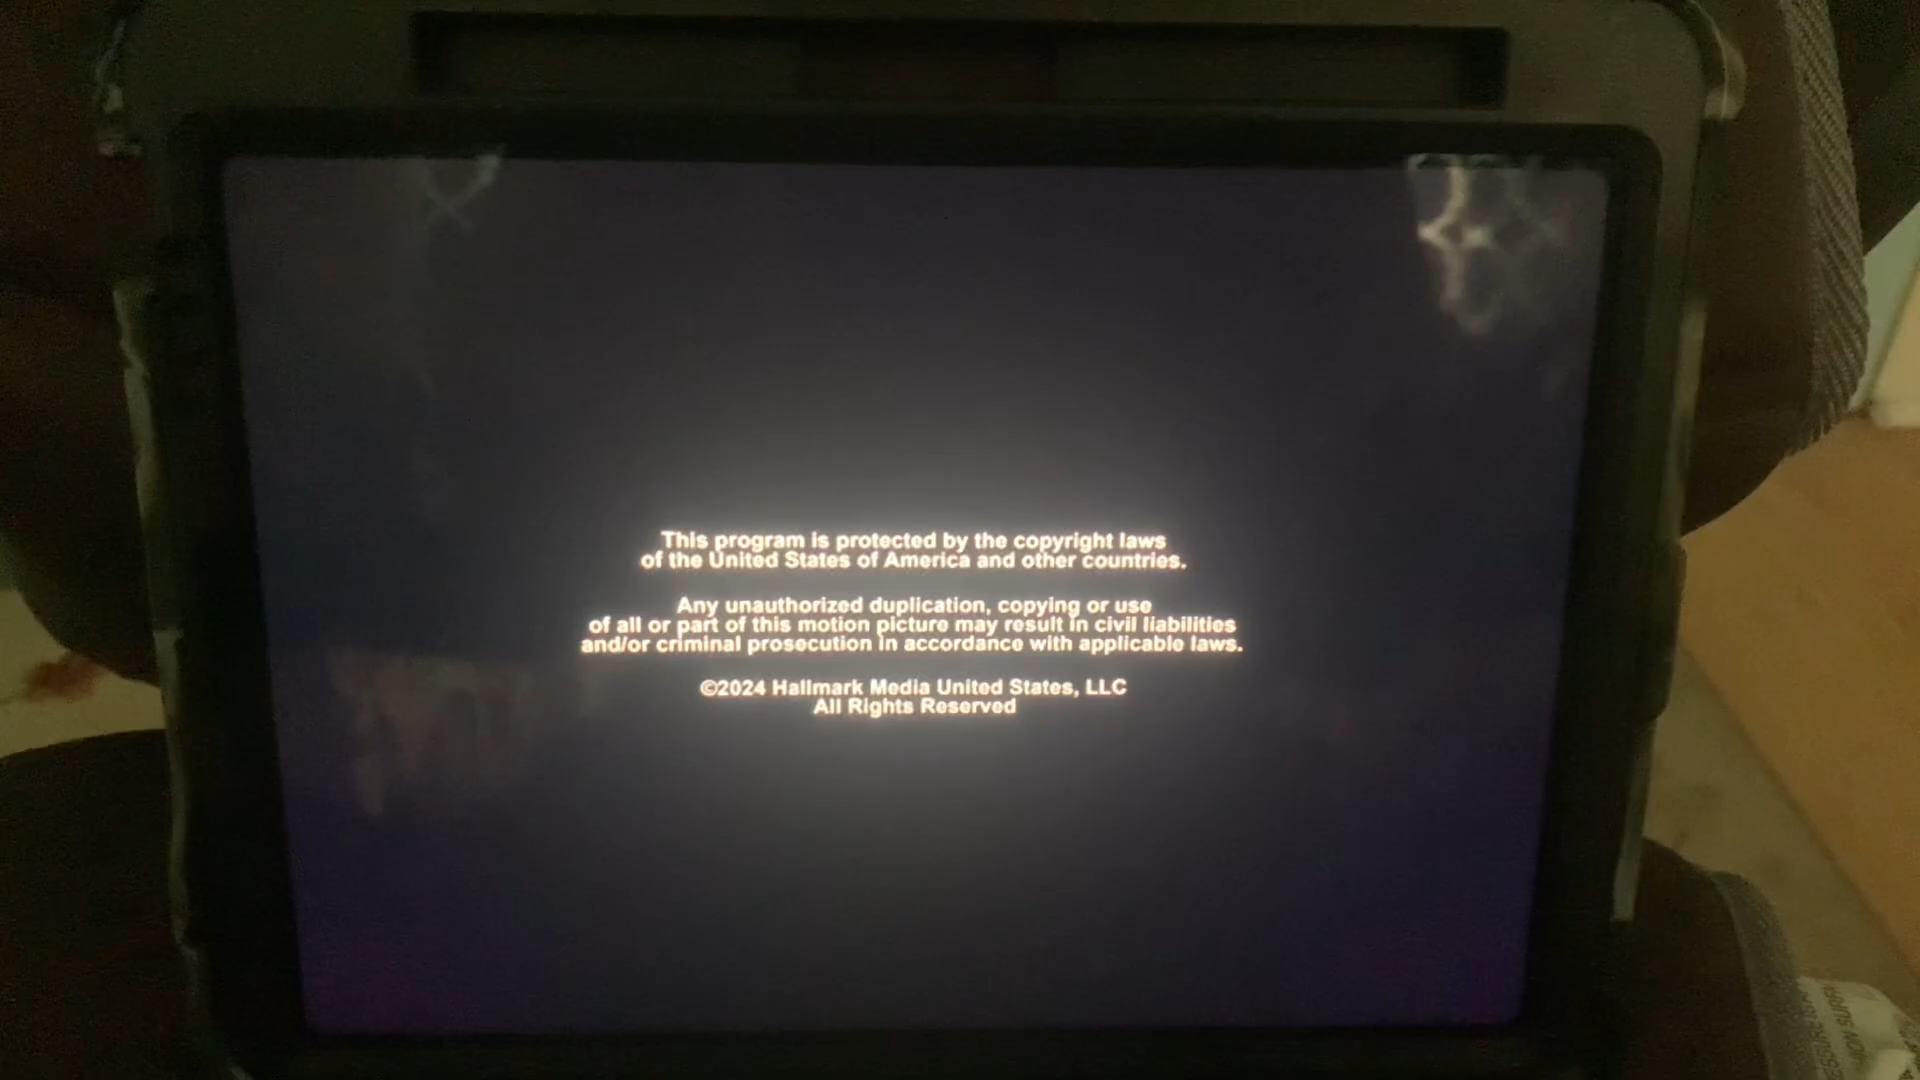 This program is protected by the copyright laws
of the United States of America and other countries.
Any unauthorized duplication, copying or use
of all or part of this motion picture may result in civil liabilities
and/or criminal prosecution in accordance with applicable laws.
©2024 Hallmark Media United States, LLC
All Rights Reserved